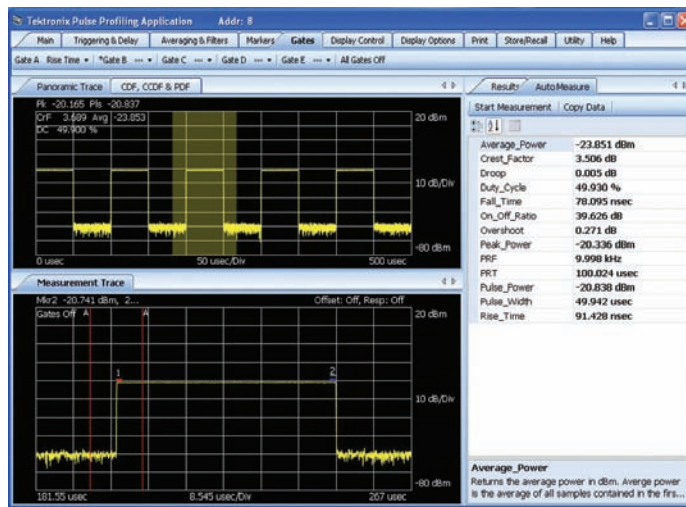 Tektronix Pulse Profiling Application Addr: 8
Main Triggering & Delay Averaging & Filters Markers Gates Display Control Display Options Print Store/Recall Utility Help
Gate A Rise Time *Gate B --- Gate C --- Gate D --- Gate E --- All Gates Off
Panoramic Trace CDF, CCDF & PDF
Pk -20.165 Pls -20.837
CrF 3.689 Avg -23.853
DC 49.900 %
20 dBm
10 dB/Div
-80 dBm
0 usec 50 usec/Div 500 usec
Measurement Trace
Mkr2 -20.741 dBm, 2... Offset: Off, Resp: Off
Gates Off A A 20 dBm
1 2
10 dB/Div
-80 dBm
181.55 usec 8.545 usec/Div 267 usec
Results AutoMeasure
Start Measurement Copy Data
Average_Power -23.851 dBm
Crest_Factor 3.506 dB
Droop 0.005 dB
Duty_Cycle 49.930 %
Fall_Time 78.095 nsec
On_Off_Ratio 39.626 dB
Overshoot 0.271 dB
Peak_Power -20.336 dBm
PRF 9.998 kHz
PRT 100.024 usec
Pulse_Power -20.838 dBm
Pulse_Width 49.942 usec
Rise_Time 91.428 nsec
Average_Power
Returns the average power in dBm. Averge power
is the average of all samples contained in the firs...